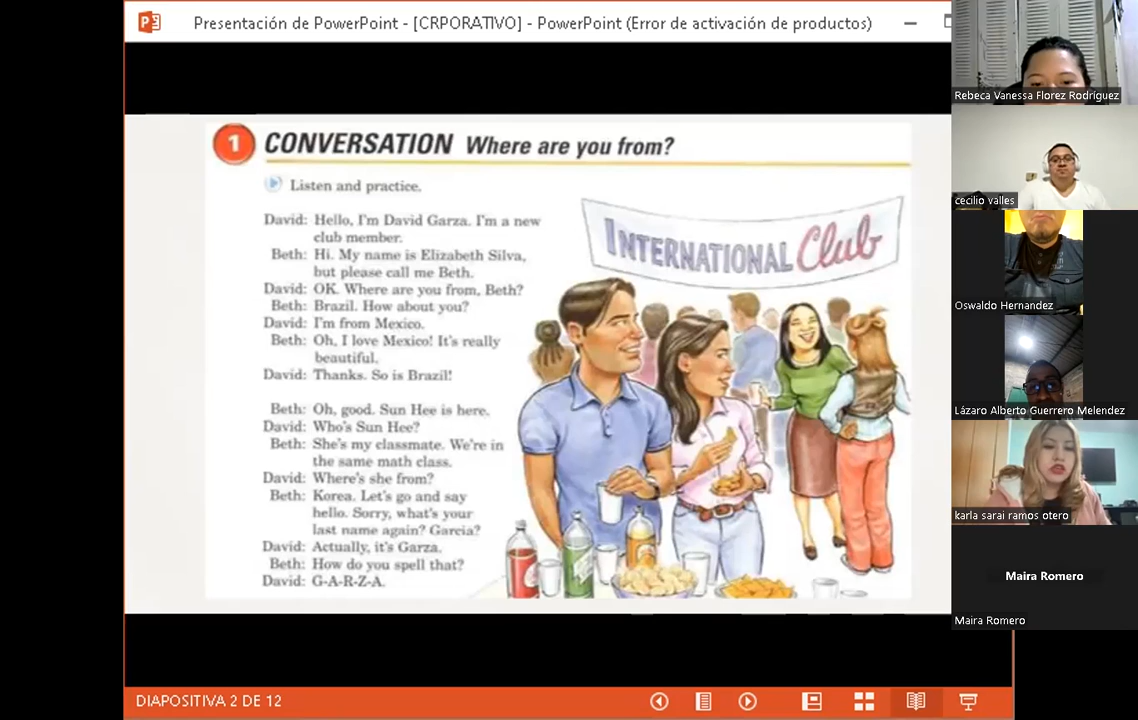 Presentación de PowerPoint - [CRPORATIVO] - PowerPoint (Error de activación de productos)
1 CONVERSATION Where are you from?
Listen and practice.
David: Hello, I'm David Garza. I'm a new
club member.
Beth: Hi. My name is Elizabeth Silva,
but please call me Beth.
David: OK. Where are you from, Beth?
Beth: Brazil. How about you?
David: I'm from Mexico.
Beth: Oh, I love Mexico! It's really
beautiful.
David: Thanks. So is Brazil!
Beth: Oh, good. Sun Hee is here.
David: Who's Sun Hee?
Beth: She's my classmate. We're in
the same math class.
David: Where's she from?
Beth: Korea. Let's go and say
hello. Sorry, what's your
last name again? Garcia?
David: Actually, it's Garza.
Beth: How do you spell that?
David: G-A-R-Z-A.
INTERNATIONAL Club
DIAPOSITIVA 2 DE 12
Rebeca Vanessa Florez Rodríguez
cecilio valles
Oswaldo Hernandez
Lázaro Alberto Guerrero Melendez
karla sarai ramos otero
Maira Romero
Maira Romero